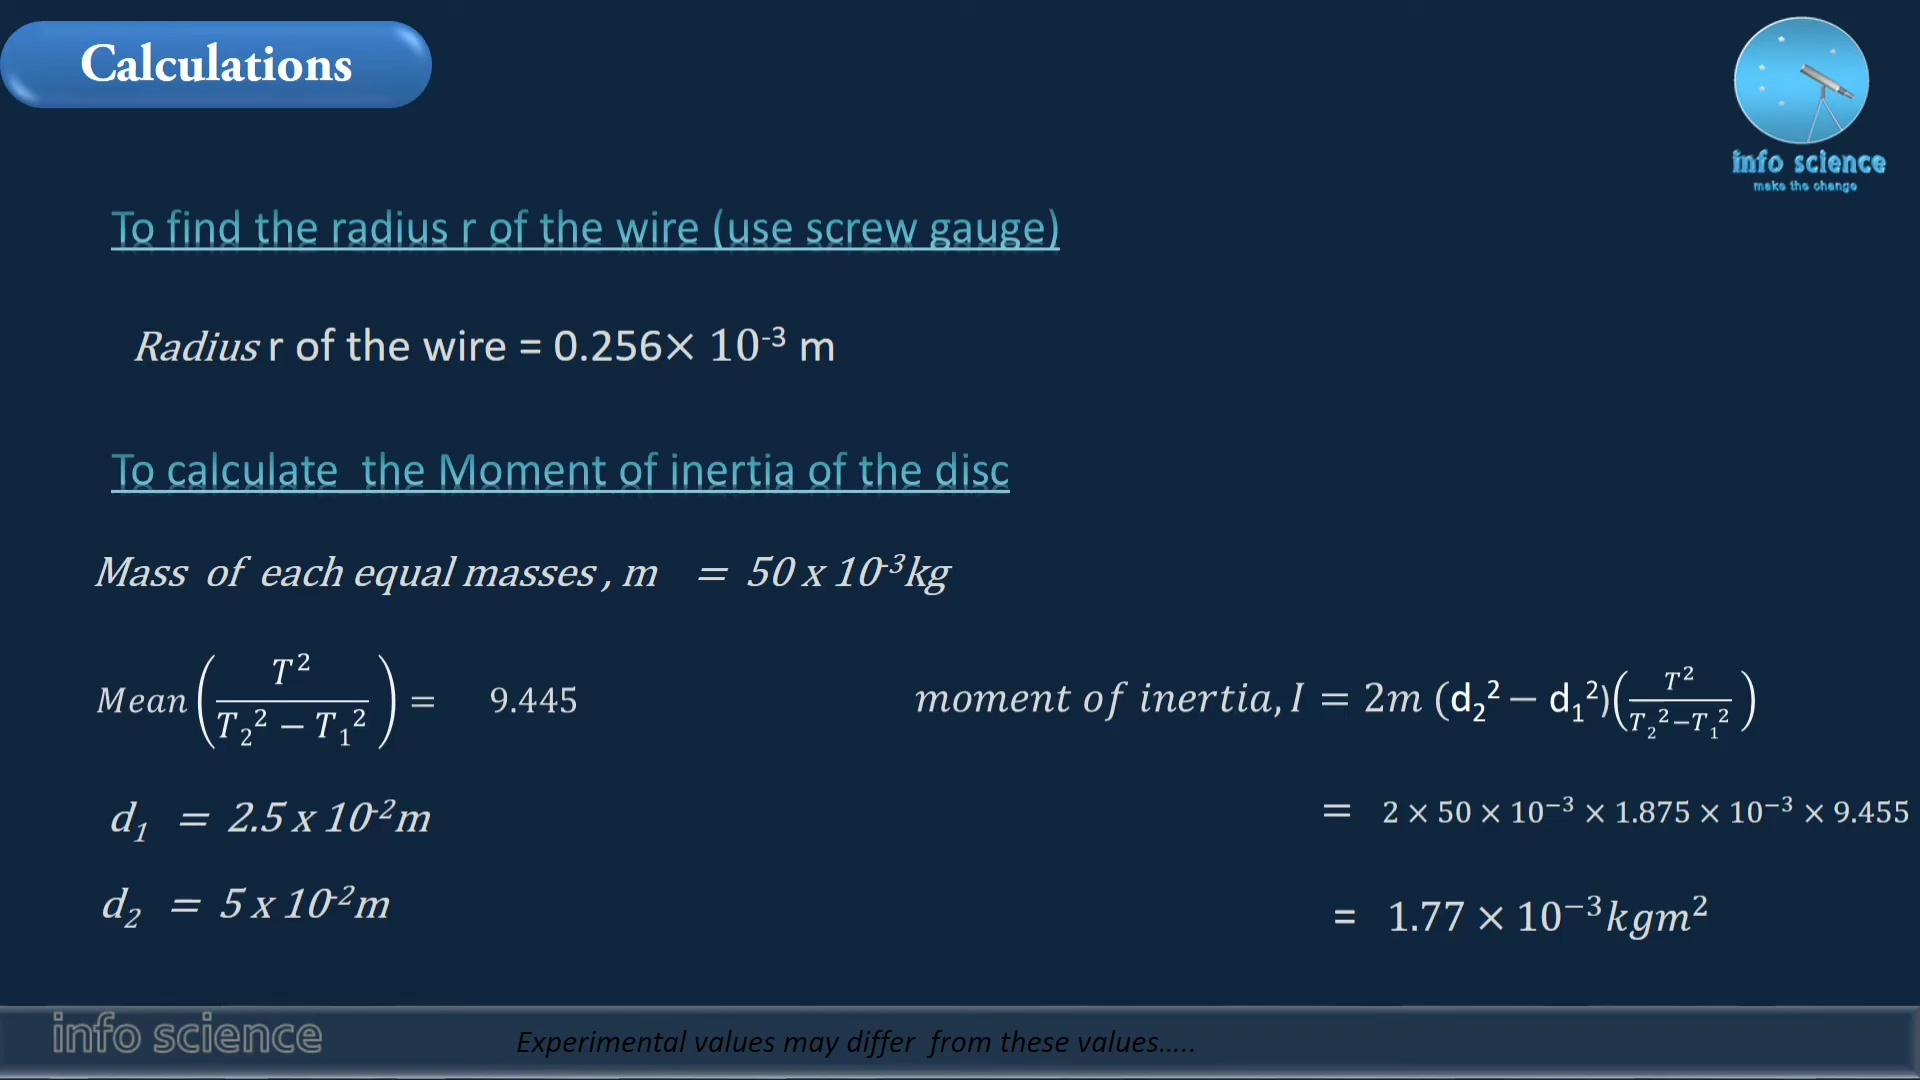 Calculations
info science
make the change
To find the radius r of the wire (use screw gauge)
Radius r of the wire = 0.256× 10⁻³ m
To calculate the Moment of inertia of the disc
Mass of each equal masses , m = 50 x 10⁻³kg
Mean (T² / (T₂² − T₁²)) = 9.445
moment of inertia, I = 2m (d₂² − d₁²)(T² / (T₂²−T₁²))
d₁ = 2.5 x 10⁻²m
= 2 × 50 × 10⁻³ × 1.875 × 10⁻³ × 9.455
d₂ = 5 x 10⁻²m
= 1.77 × 10⁻³kgm²
info science
Experimental values may differ from these values.....